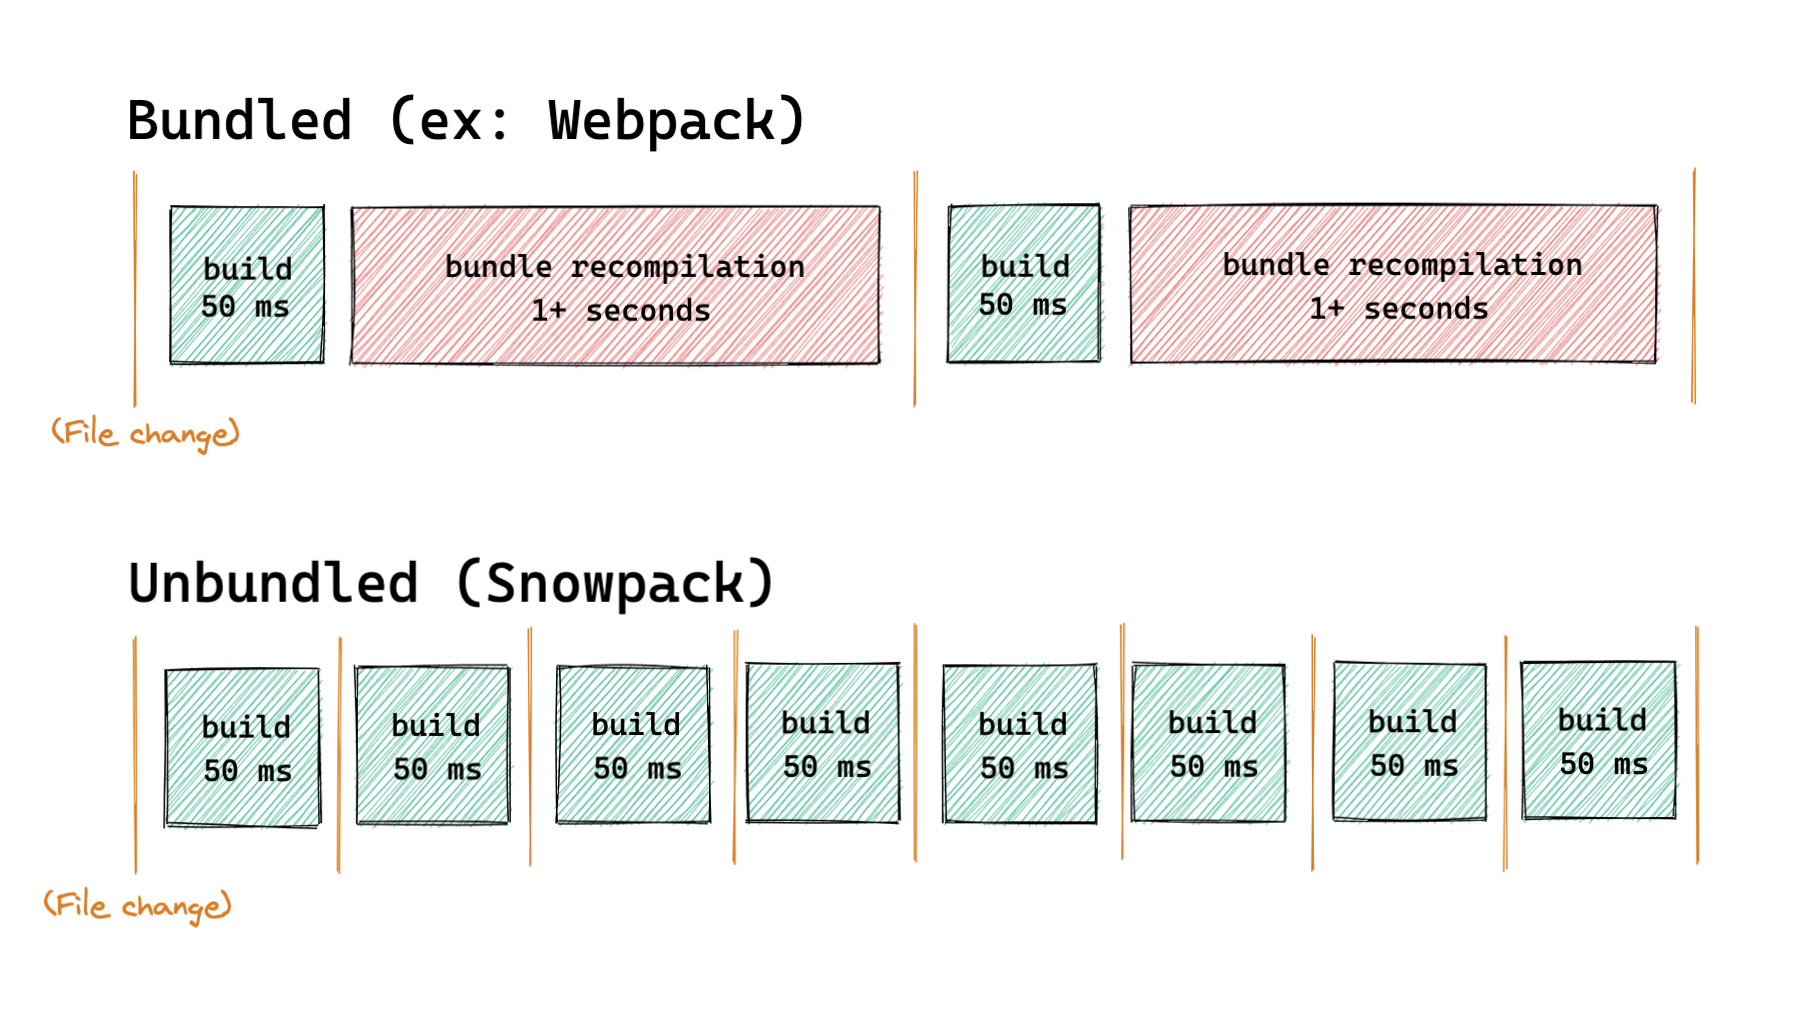 Bundled (ex: Webpack)
build
50 ms
bundle recompilation
1+ seconds
build
50 ms
bundle recompilation
1+ seconds
(File change)
Unbundled (Snowpack)
build
50 ms
build
50 ms
build
50 ms
build
50 ms
build
50 ms
build
50 ms
build
50 ms
build
50 ms
(File change)